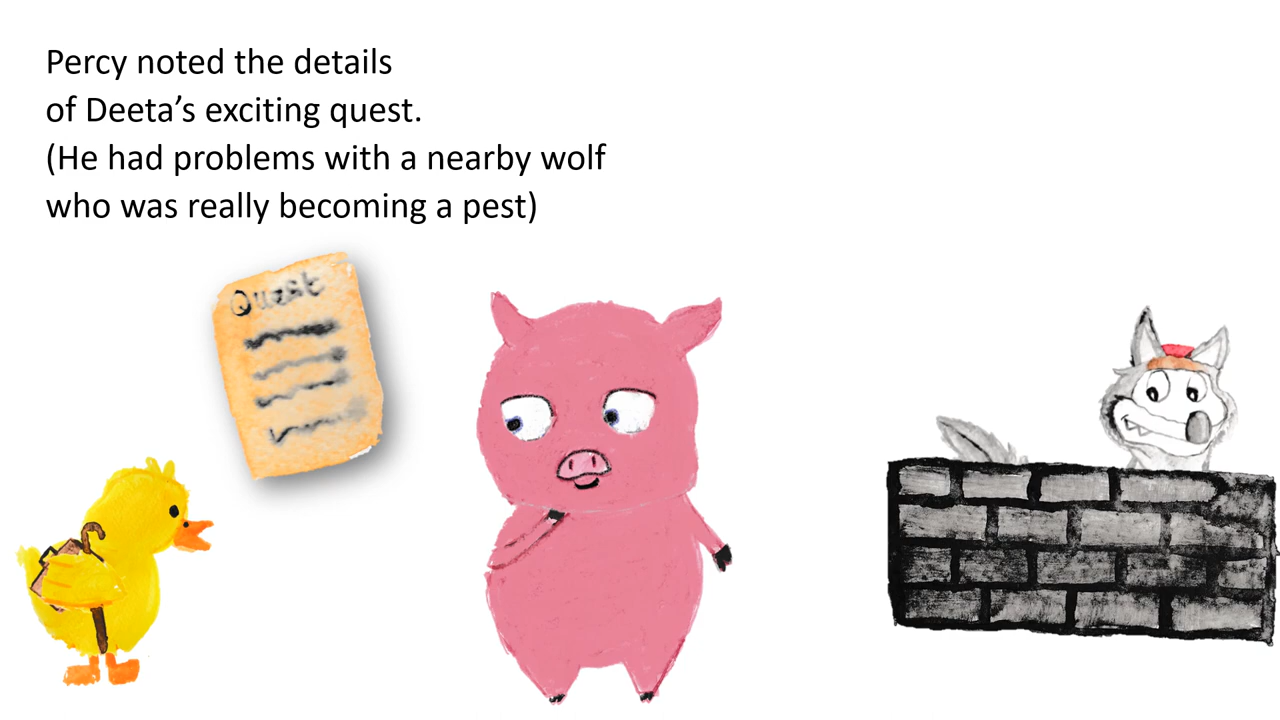 Percy noted the details
of Deeta’s exciting quest.
(He had problems with a nearby wolf
who was really becoming a pest)
Quest